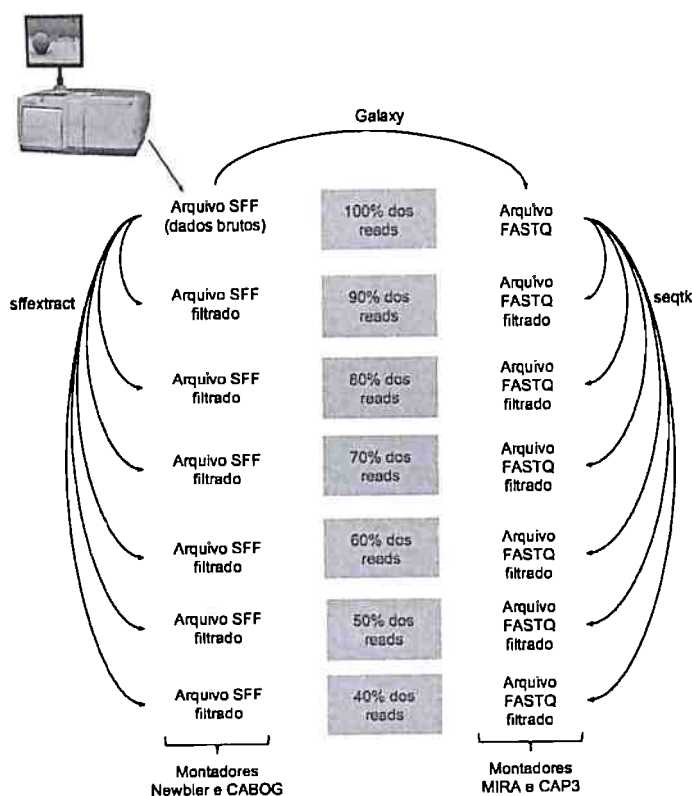 Galaxy
Arquivo SFF
(dados brutos)
100% dos
reads
Arquivo
FASTQ
sffextract
Arquivo SFF
filtrado
90% dos
reads
Arquivo
FASTQ
filtrado
seqtk
Arquivo SFF
filtrado
80% dos
reads
Arquivo
FASTQ
filtrado
Arquivo SFF
filtrado
70% dos
reads
Arquivo
FASTQ
filtrado
Arquivo SFF
filtrado
60% dos
reads
Arquivo
FASTQ
filtrado
Arquivo SFF
filtrado
50% dos
reads
Arquivo
FASTQ
filtrado
Arquivo SFF
filtrado
40% dos
reads
Arquivo
FASTQ
filtrado
Montadores
Newbler e CABOG
Montadores
MIRA e CAP3